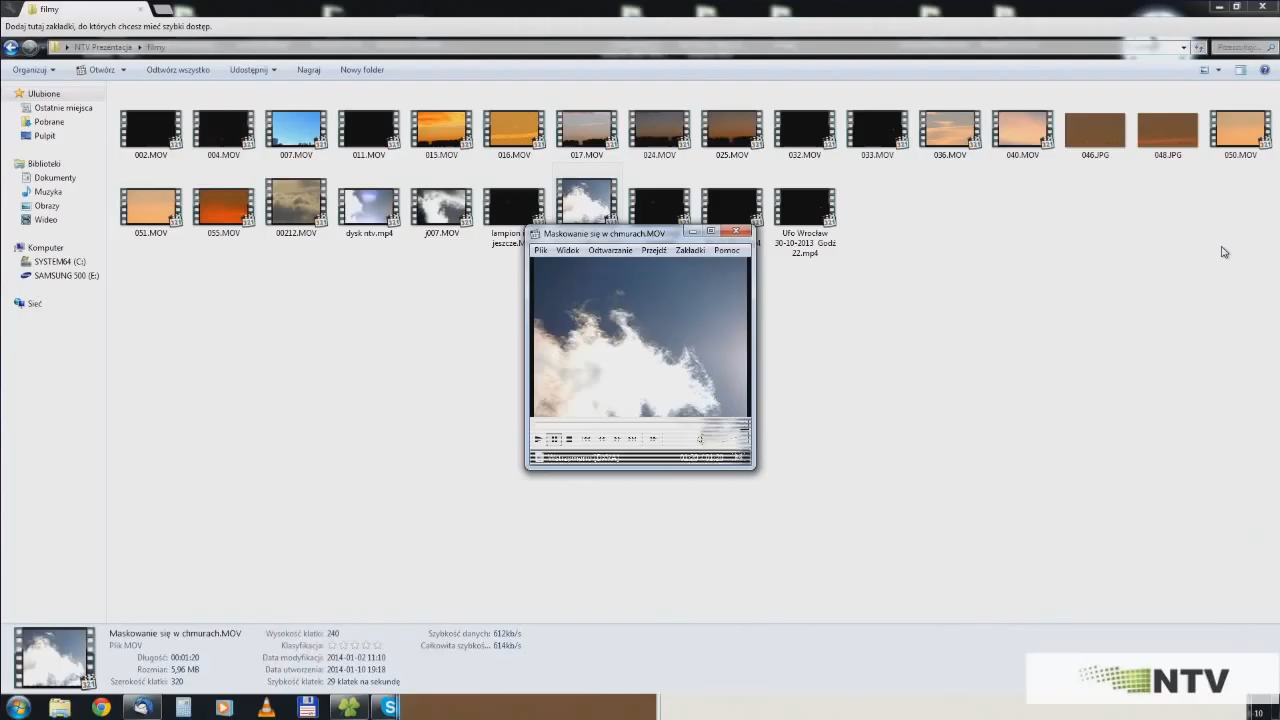 filmy
Dodaj tutaj zakładki, do których chcesz mieć szybki dostęp.
NTV Prezentacja
filmy
Organizuj
Otwórz
Odtwórz wszystko
Udostępnij
Nagraj
New folder
Ulubione
Ostatnie miejsca
Pobrane
Pulpit
Biblioteki
Dokumenty
Muzyka
Obrazy
Wideo
Komputer
SYSTEM64 (C:)
SAMSUNG 500 (E:)
Sieć
002.MOV
004.MOV
007.MOV
011.MOV
015.MOV
016.MOV
017.MOV
024.MOV
025.MOV
032.MOV
033.MOV
036.MOV
040.MOV
046.JPG
048.JPG
050.MOV
051.MOV
055.MOV
00212.MOV
dysk ntv.mp4
j007.MOV
lampion
jeszcze.
Ufo Wrocław
30-10-2013 Godź
22.mp4
Maskowanie się w chmurach.MOV
Plik
Widok
Odtwarzanie
Przejdź
Zakładki
Pomoc
Maskowanie się w chmurach.MOV
Plik MOV
Długość: 00:01:20
Rozmiar: 5,96 MB
Szerokość klatki: 320
Wysokość klatki: 240
Klasyfikacja:
Data modyfikacji: 2014-01-02 11:10
Data utworzenia: 2014-01-10 19:18
Szybkość klatek: 29 klatek na sekundę
Szybkość danych: 612kb/s
Całkowita szybkoś... 614kb/s
NTV